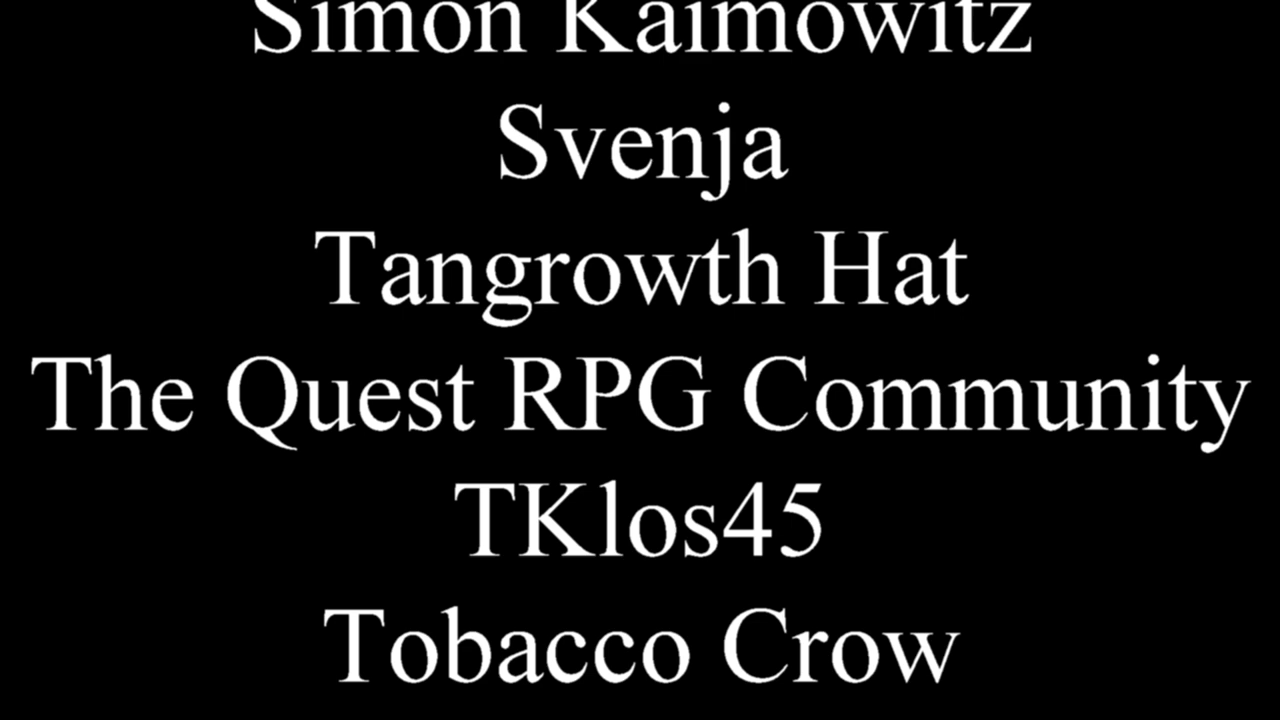 Simon Kaimowitz
Svenja
Tangrowth Hat
The Quest RPG Community
TKlos45
Tobacco Crow